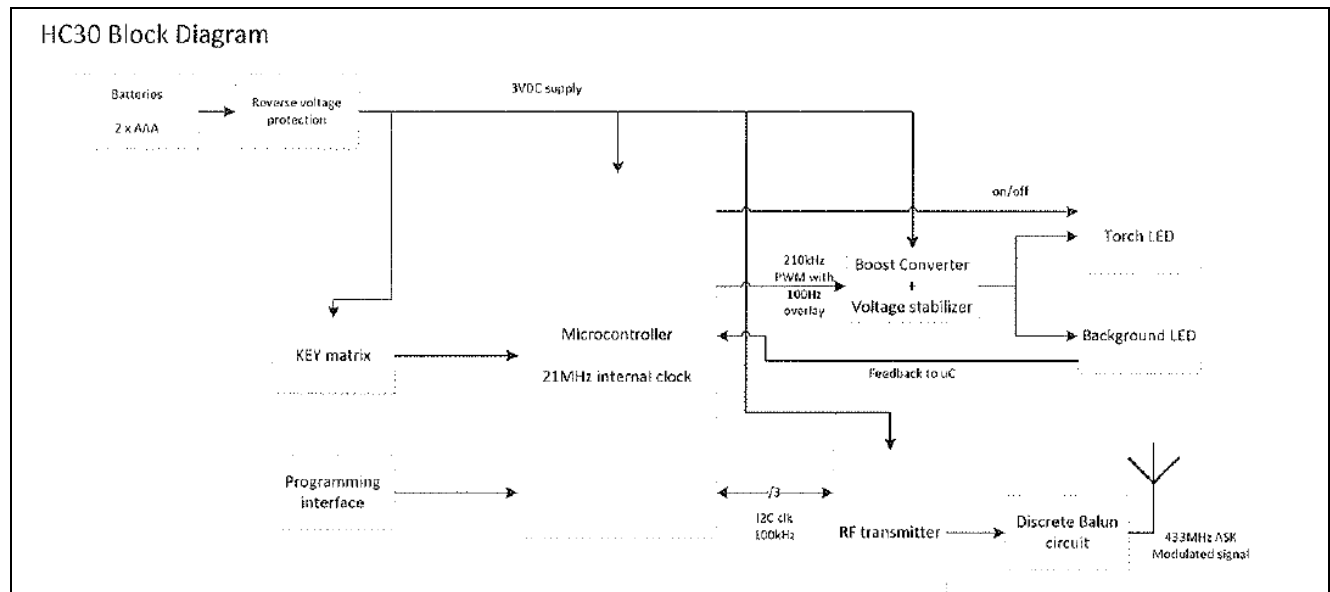 HC30 Block Diagram
Batteries
2 x AAA
Reverse voltage
protection
3VDC supply
on/off
Torch LED
210kHz
PWM with
100Hz
overlay
Boost Converter
+
Voltage stabilizer
Background LED
Feedback to uC
KEY matrix
Microcontroller
21MHz internal clock
Programming
interface
/3
I2C clk
100kHz
RF transmitter
Discrete Balun
circuit
433MHz ASK
Modulated signal